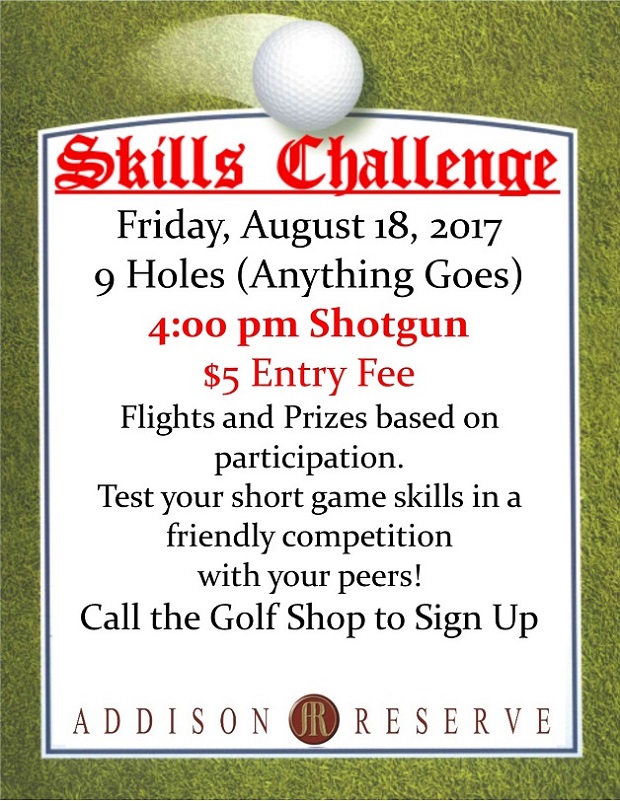 Skills Challenge
Friday, August 18, 2017
9 Holes (Anything Goes)
4:00 pm Shotgun
$5 Entry Fee
Flights and Prizes based on
participation.
Test your short game skills in a
friendly competition
with your peers!
Call the Golf Shop to Sign Up
ADDISON AR RESERVE